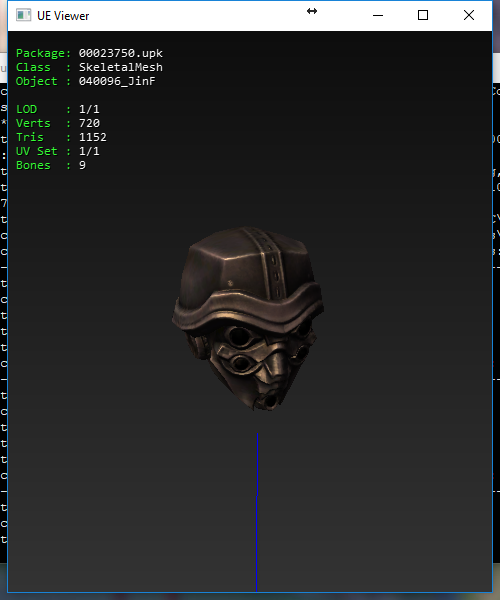 UE Viewer
Package: 00023750.upk
Class : SkeletalMesh
Object : 040096_JinF
LOD : 1/1
Verts : 720
Tris : 1152
UV Set : 1/1
Bones : 9